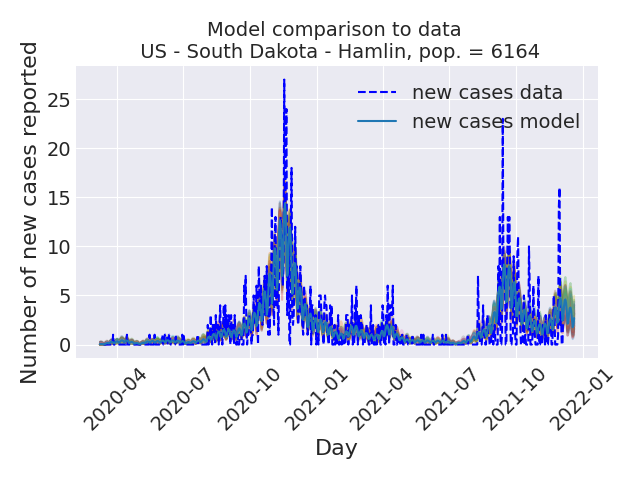 Model comparison to data
US - South Dakota - Hamlin, pop. = 6164
Number of new cases reported
25
20
15
10
5
0
new cases data
new cases model
2020-04
2020-07
2020-10
2021-01
2021-04
2021-07
2021-10
2022-01
Day